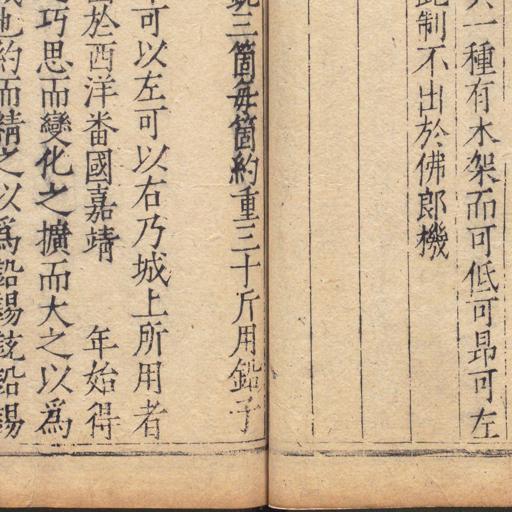 一種有木架而可低可昂可左
制不出於佛郎機
三箇每箇約重三十斤用鉛子
可以左可以右乃城上所用者
於西洋番國嘉靖 年始得
巧思而變化之擴而大之以為
也約而精之以為鉛錫銃鉛錫